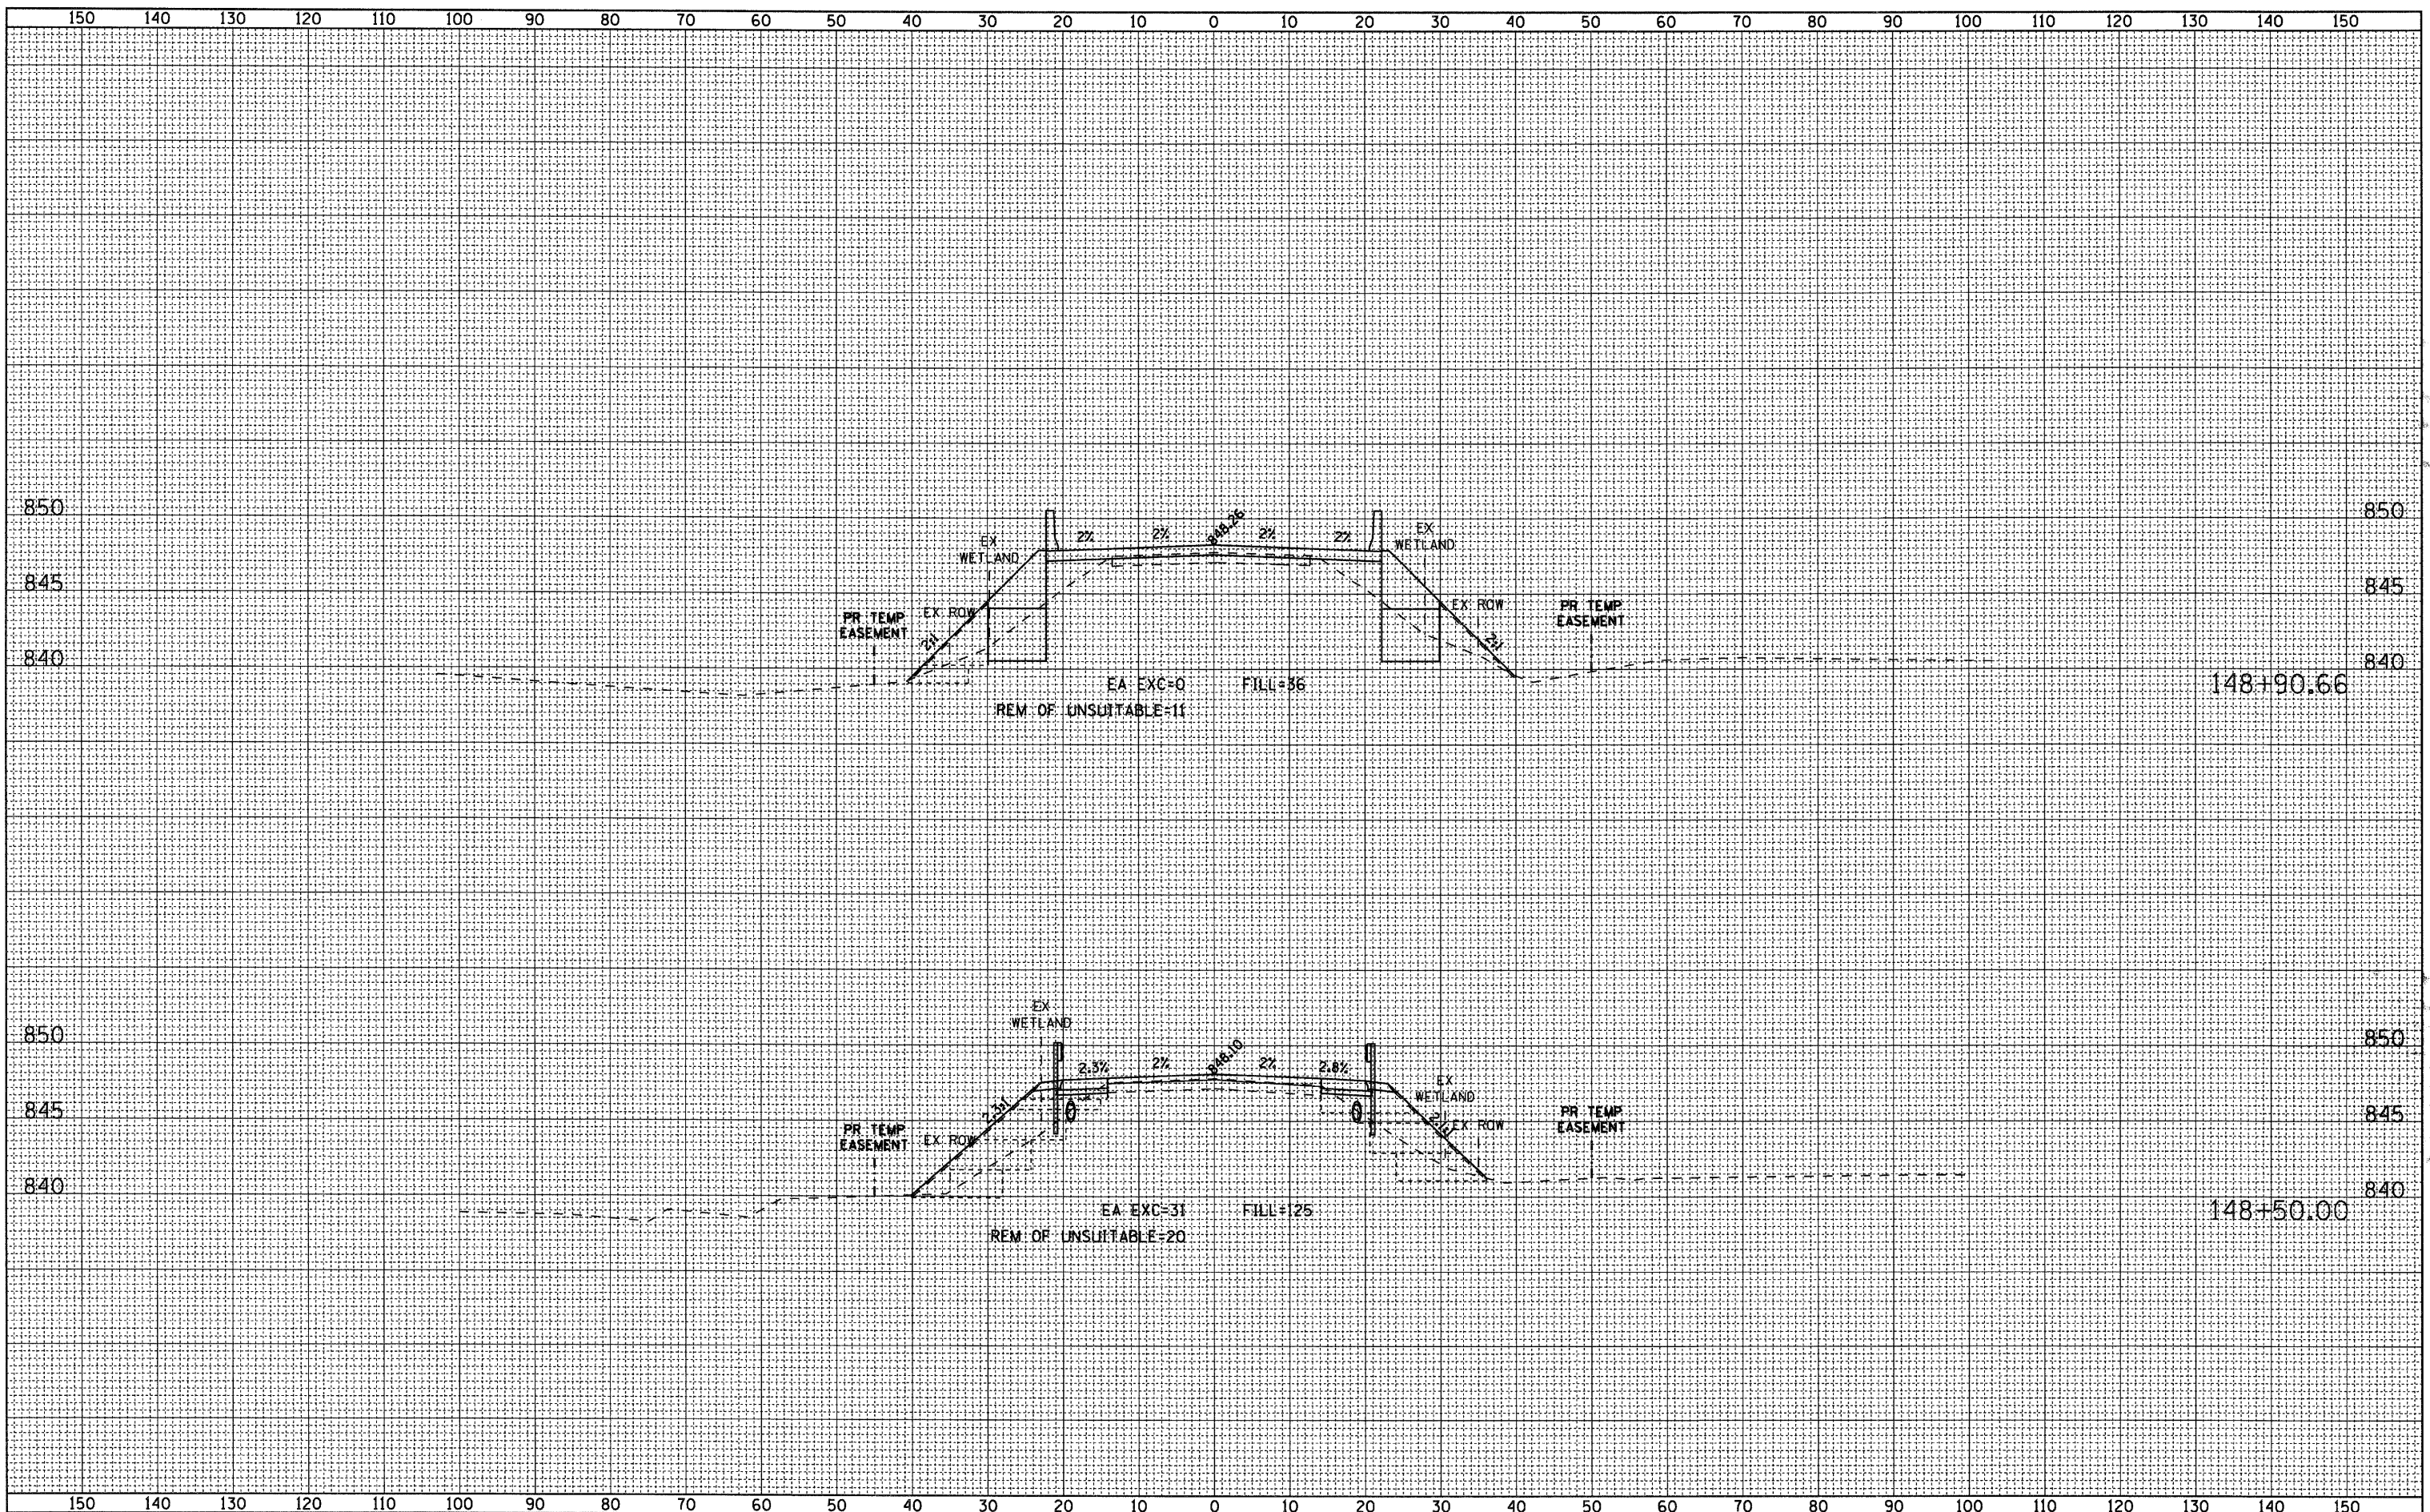 150 140 130 120 110 100 90 80 70 60 50 40 30 20 10 0 10 20 30 40 50 60 70 80 90 100 110 120 130 140 150
850 850
2% 2% 848.26 2% 2%
EX
WETLAND
EX
WETLAND
845 845
PR TEMP
EASEMENT
EX ROW
EX ROW
PR TEMP
EASEMENT
2:1 2:1
840 840
EA EXC=0 FILL=36
148+90.66
REM OF UNSUITABLE=11
EX
WETLAND
850 850
2.3% 2% 848.10 2% 2.8%
EX
WETLAND
845 845
2.3:1
PR TEMP
EASEMENT
EX ROW
EX ROW
PR TEMP
EASEMENT
840 840
EA EXC=31 FILL=125
148+50.00
REM OF UNSUITABLE=20
150 140 130 120 110 100 90 80 70 60 50 40 30 20 10 0 10 20 30 40 50 60 70 80 90 100 110 120 130 140 150